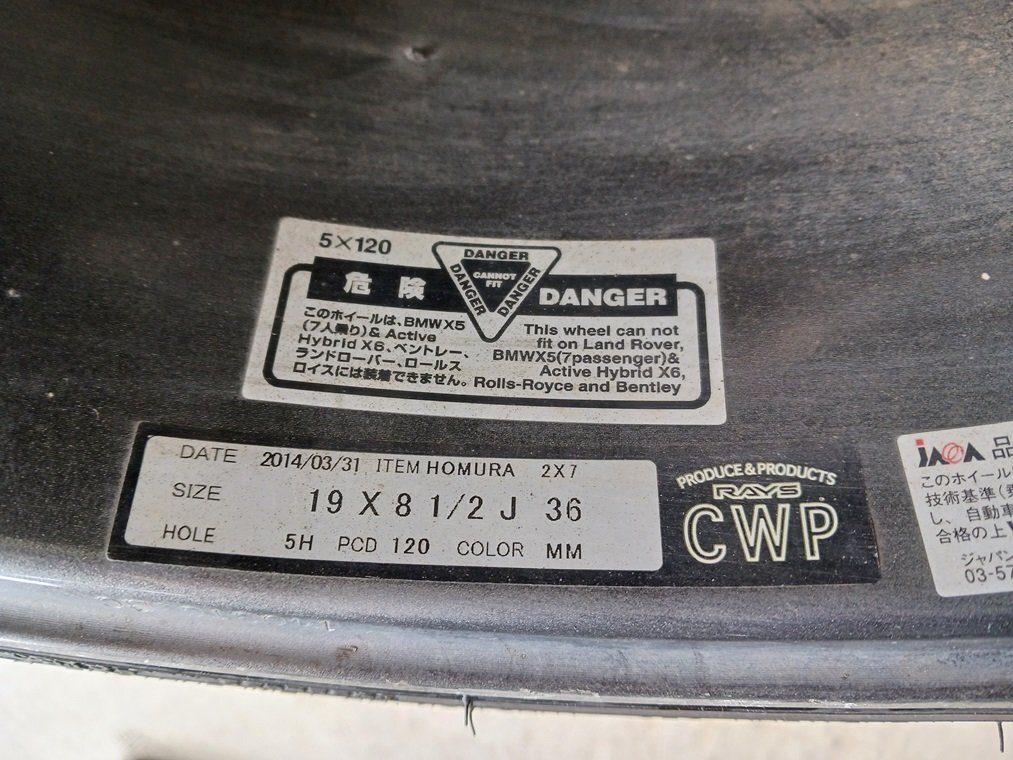 5×120
DANGER
DANGER
DANGER
CANNOT
FIT
危 険
DANGER
このホイールは、BMWX5
(7人乗り)& Active
Hybrid X6、ベントレー、
ランドローバー、ロールス
ロイスには装着できません。
This wheel can not
fit on Land Rover,
BMWX5(7passenger)&
Active Hybrid X6,
Rolls-Royce and Bentley
DATE 2014/03/31 ITEM HOMURA 2X7
SIZE 19 X 8 1/2 J 36
HOLE 5H PCD 120 COLOR MM
PRODUCE & PRODUCTS
RAYS
CWP
JAWA 品
このホイール
技術基準
し、自動車
合格の上
ジャパン
03-57